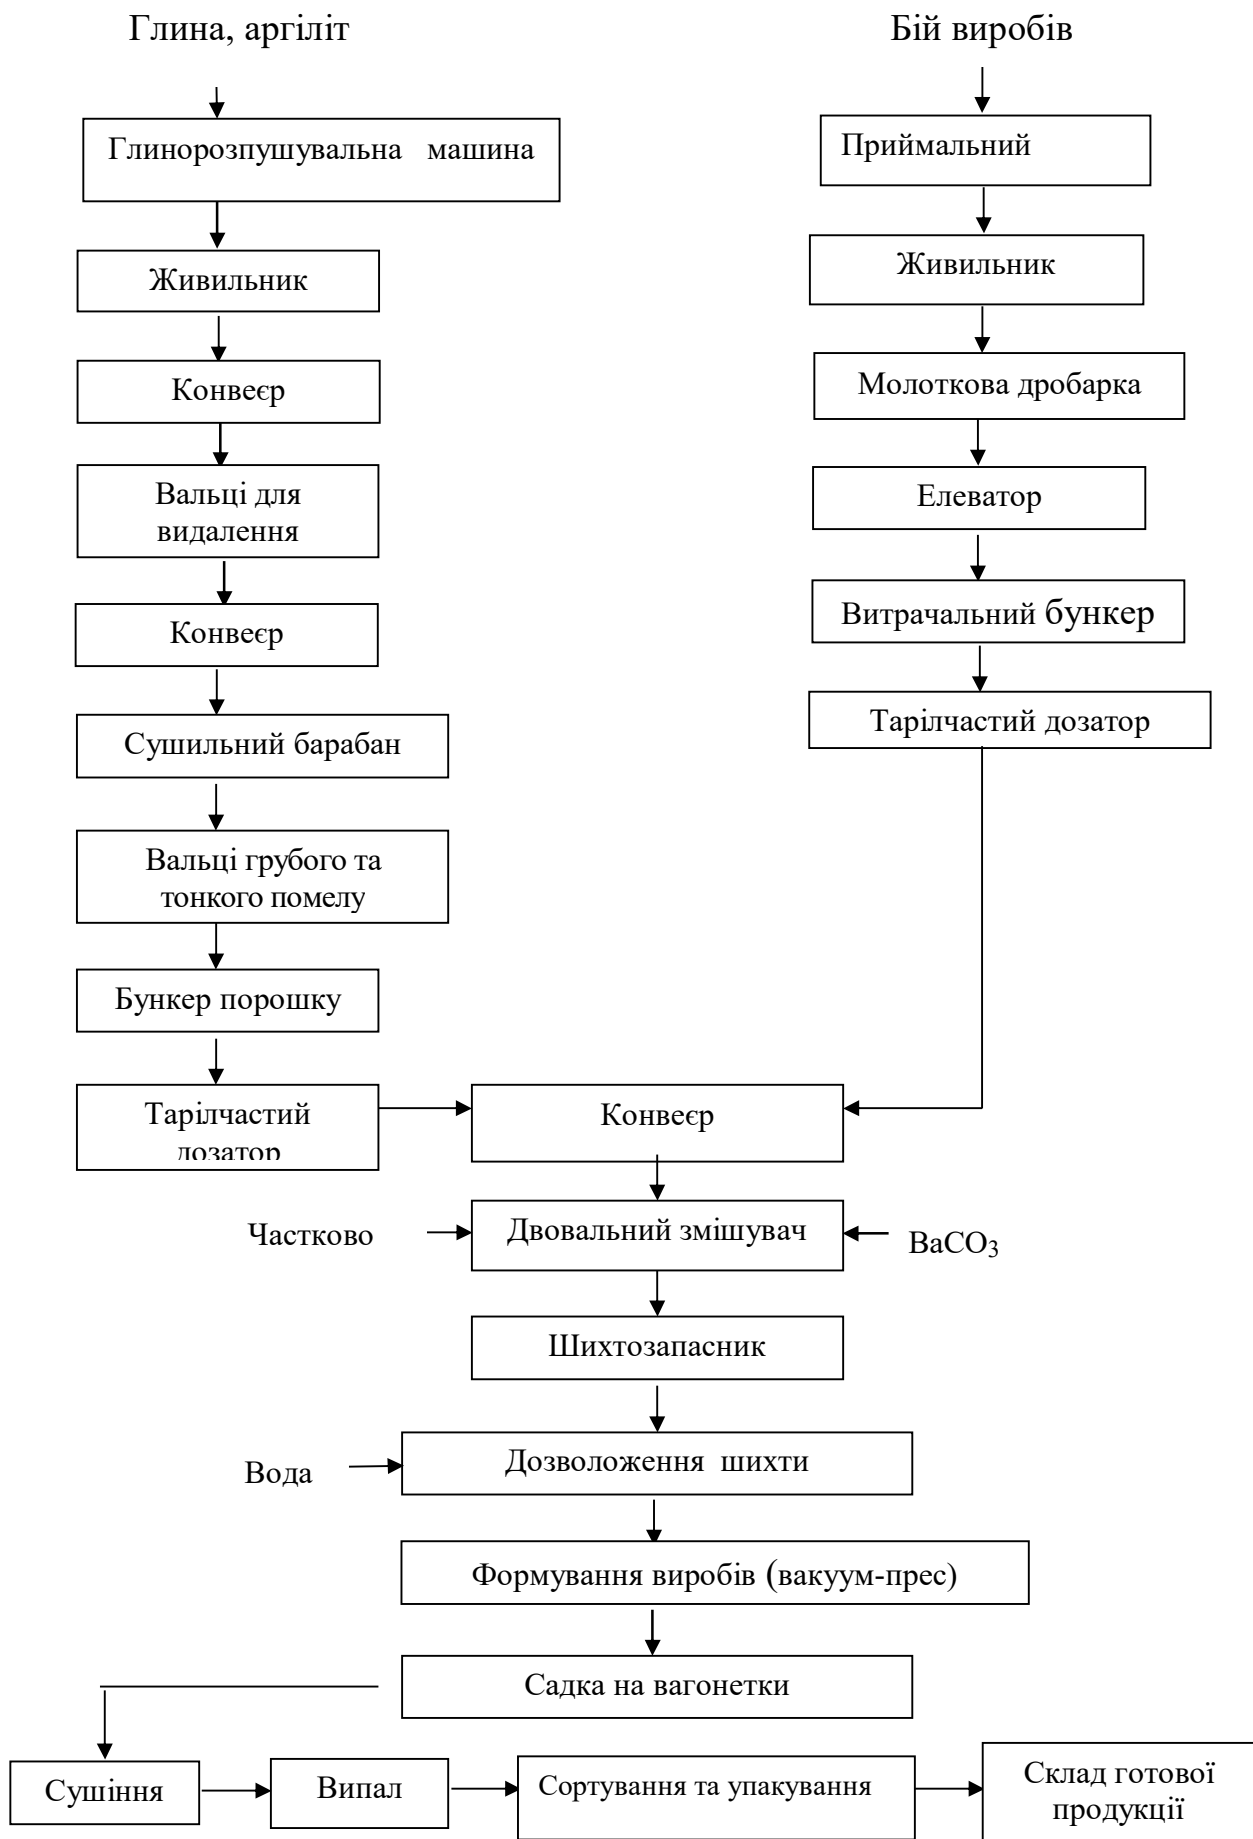 Глина, аргіліт
Бій виробів
Глинорозпушувальна машина
Приймальний
Живильник
Живильник
Конвеєр
Молоткова дробарка
Вальці для
видалення
Елеватор
Конвеєр
Витрачальний бункер
Сушильний барабан
Тарілчастий дозатор
Вальці грубого та
тонкого помелу
Бункер порошку
Тарілчастий
дозатор
Конвеєр
Частково
Двовальний змішувач
BaCO3
Шихтозапасник
Вода
Дозволоження шихти
Формування виробів (вакуум-прес)
Садка на вагонетки
Сушіння
Випал
Сортування та упакування
Склад готової
продукції